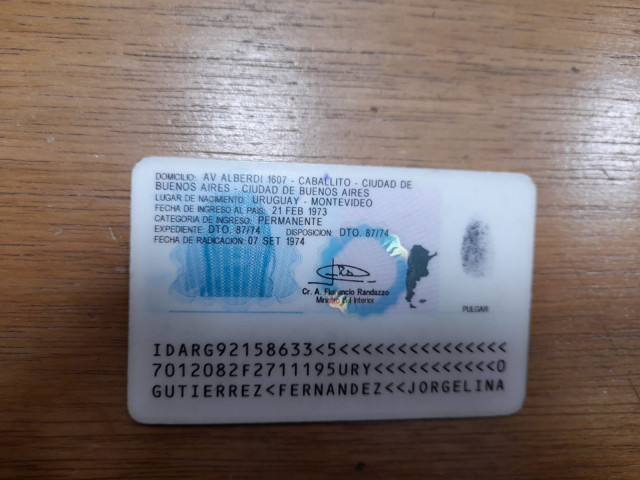 DOMICILIO: AV ALBERDI 1607 - CABALLITO - CIUDAD DE
BUENOS AIRES - CIUDAD DE BUENOS AIRES
LUGAR DE NACIMIENTO: URUGUAY - MONTEVIDEO
FECHA DE INGRESO AL PAIS: 21 FEB 1973
CATEGORIA DE INGRESO: PERMANENTE
EXPEDIENTE: DTO. 87/74 DISPOSICION: DTO. 87/74
FECHA DE RADICACION: 07 SET 1974
Cr. A. Florencio Randazzo
Ministro del Interior
PULGAR
IDARG92158633<5<<<<<<<<<<<<<<<
7012082F2711195URY<<<<<<<<<<<0
GUTIERREZ<FERNANDEZ<<JORGELINA